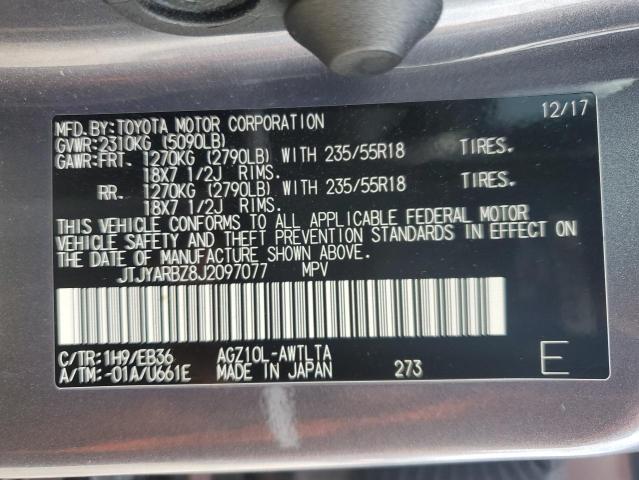 MFD.BY:TOYOTA MOTOR CORPORATION 12/17
GVWR:2310KG (5090LB)
GAWR:FRT. 1270KG (2790LB) WITH 235/55R18 TIRES.
18X7 1/2J RIMS.
RR. 1270KG (2790LB) WITH 235/55R18 TIRES.
18X7 1/2J RIMS.
THIS VEHICLE CONFORMS TO ALL APPLICABLE FEDERAL MOTOR
VEHICLE SAFETY AND THEFT PREVENTION STANDARDS IN EFFECT ON
THE DATE OF MANUFACTURE SHOWN ABOVE.
JTJYARBZ8J2097077 MPV
C/TR:1H9/EB36 AGZ10L-AWTLTA E
A/TM:-01A/U661E MADE IN JAPAN 273